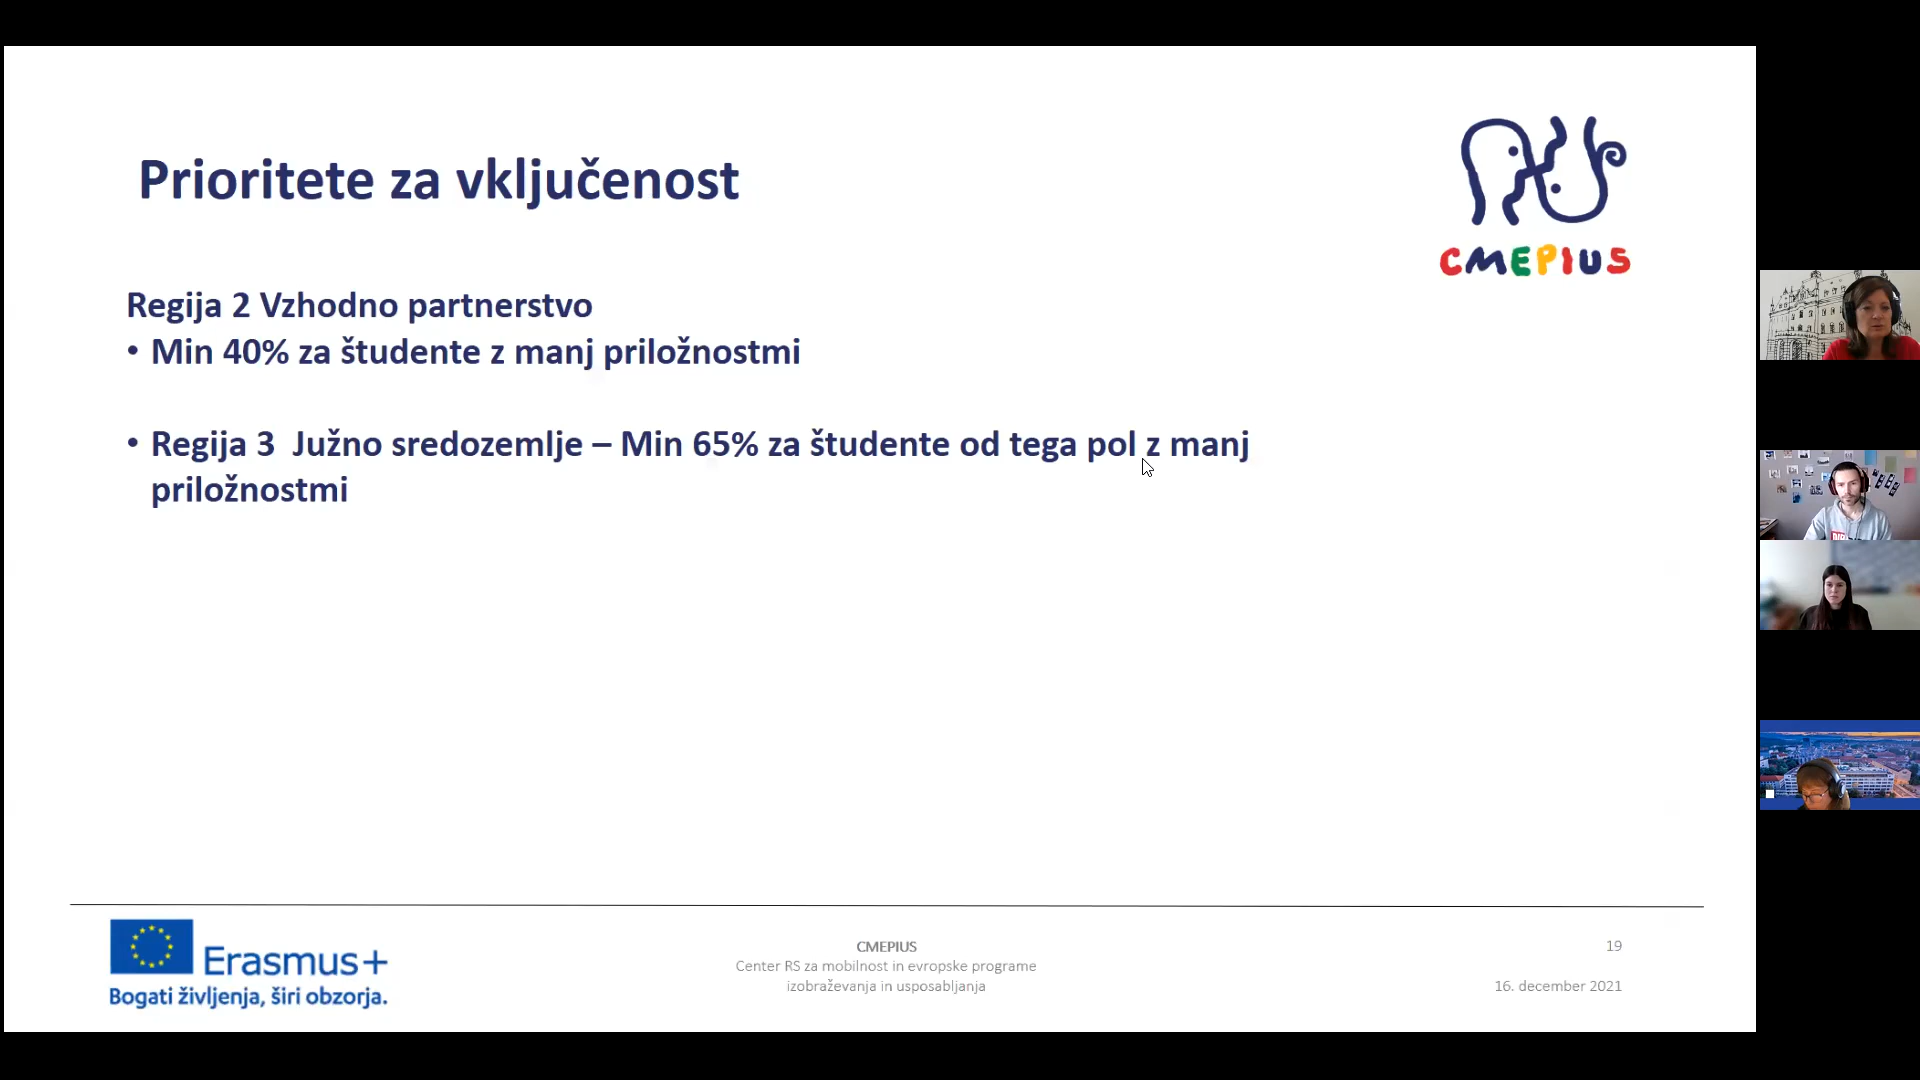 Prioritete za vključenost
CMEPIUS
Regija 2 Vzhodno partnerstvo
• Min 40% za študente z manj priložnostmi
• Regija 3 Južno sredozemlje – Min 65% za študente od tega pol z manj
priložnostmi
Erasmus+
Bogati življenja, širi obzorja.
CMEPIUS
Center RS za mobilnost in evropske programe
izobraževanja in usposabljanja
19
16. december 2021